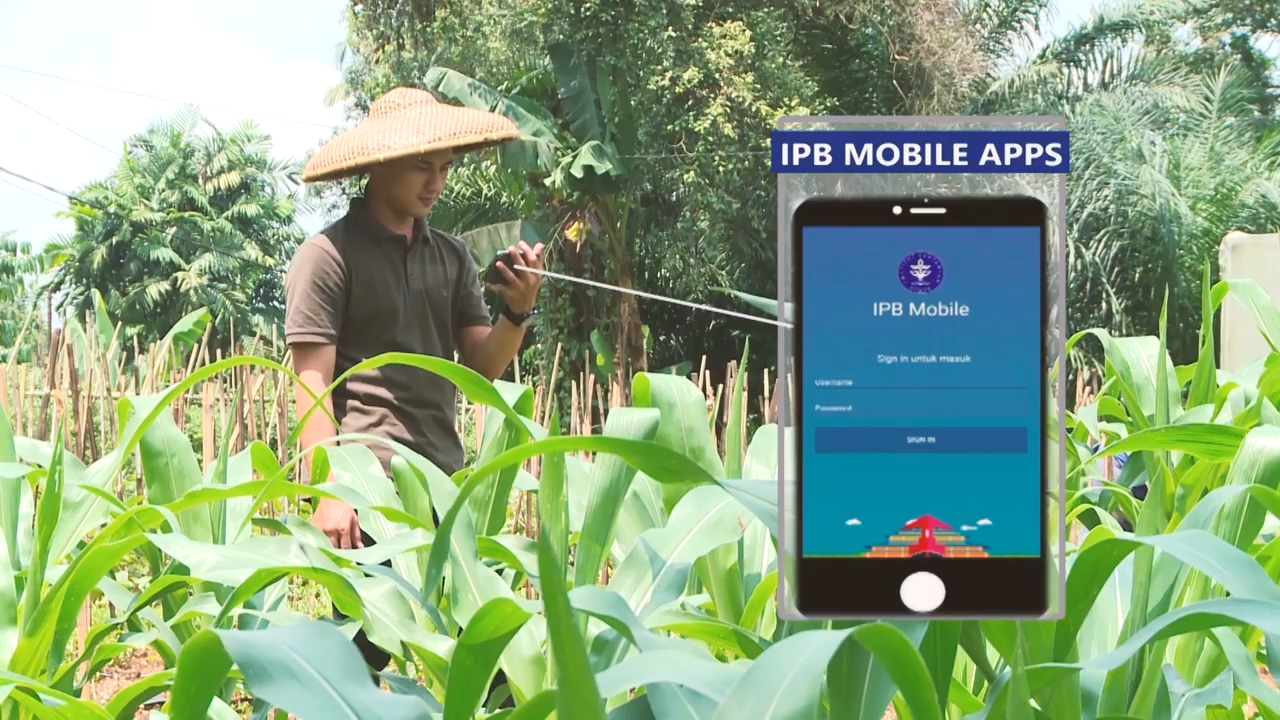 IPB MOBILE APPS
IPB Mobile
Sign in untuk masuk
Username
Password
SIGN IN